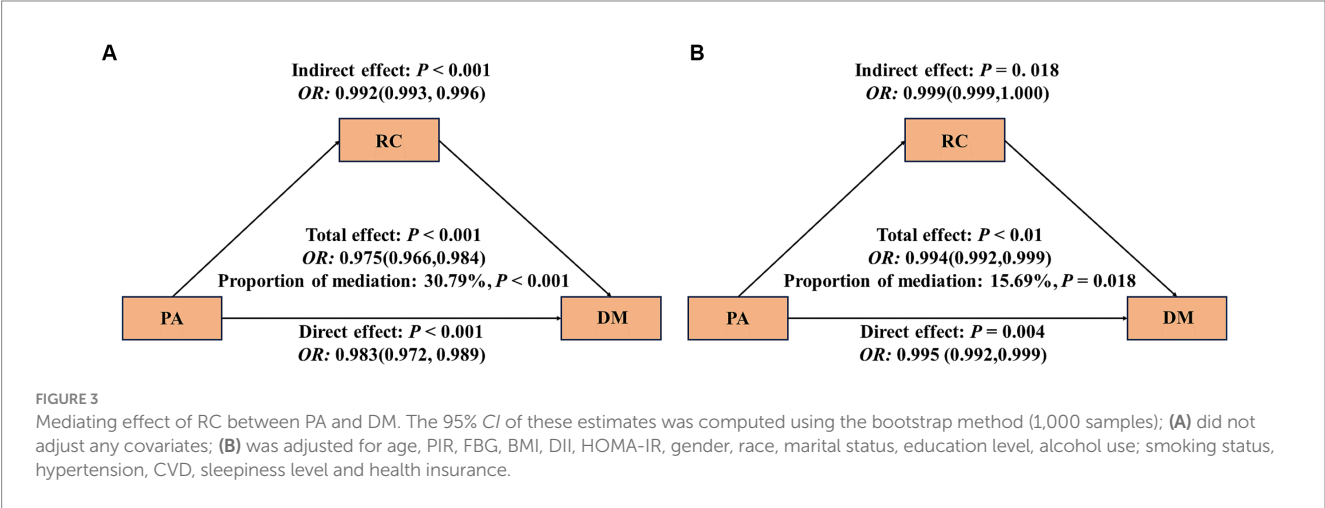 A
Indirect effect: P < 0.001
OR: 0.992(0.993, 0.996)
RC
Total effect: P < 0.001
OR: 0.975(0.966,0.984)
Proportion of mediation: 30.79%, P < 0.001
PA
DM
Direct effect: P < 0.001
OR: 0.983(0.972, 0.989)
B
Indirect effect: P = 0. 018
OR: 0.999(0.999,1.000)
RC
Total effect: P < 0.01
OR: 0.994(0.992,0.999)
Proportion of mediation: 15.69%, P = 0.018
PA
DM
Direct effect: P = 0.004
OR: 0.995 (0.992,0.999)
FIGURE 3
Mediating effect of RC between PA and DM. The 95% CI of these estimates was computed using the bootstrap method (1,000 samples); (A) did not
adjust any covariates; (B) was adjusted for age, PIR, FBG, BMI, DII, HOMA-IR, gender, race, marital status, education level, alcohol use; smoking status,
hypertension, CVD, sleepiness level and health insurance.